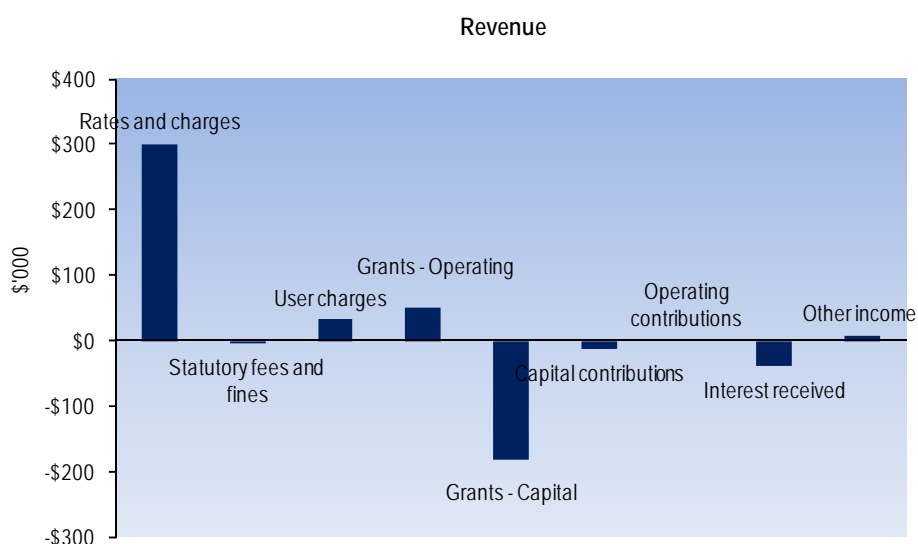 Revenue
$400
$300
$200
$100
$0
-$100
-$200
-$300
$'000
Rates and charges
Statutory fees and
fines
User charges
Grants - Operating
Grants - Capital
Capital contributions
Operating
contributions
Interest received
Other income